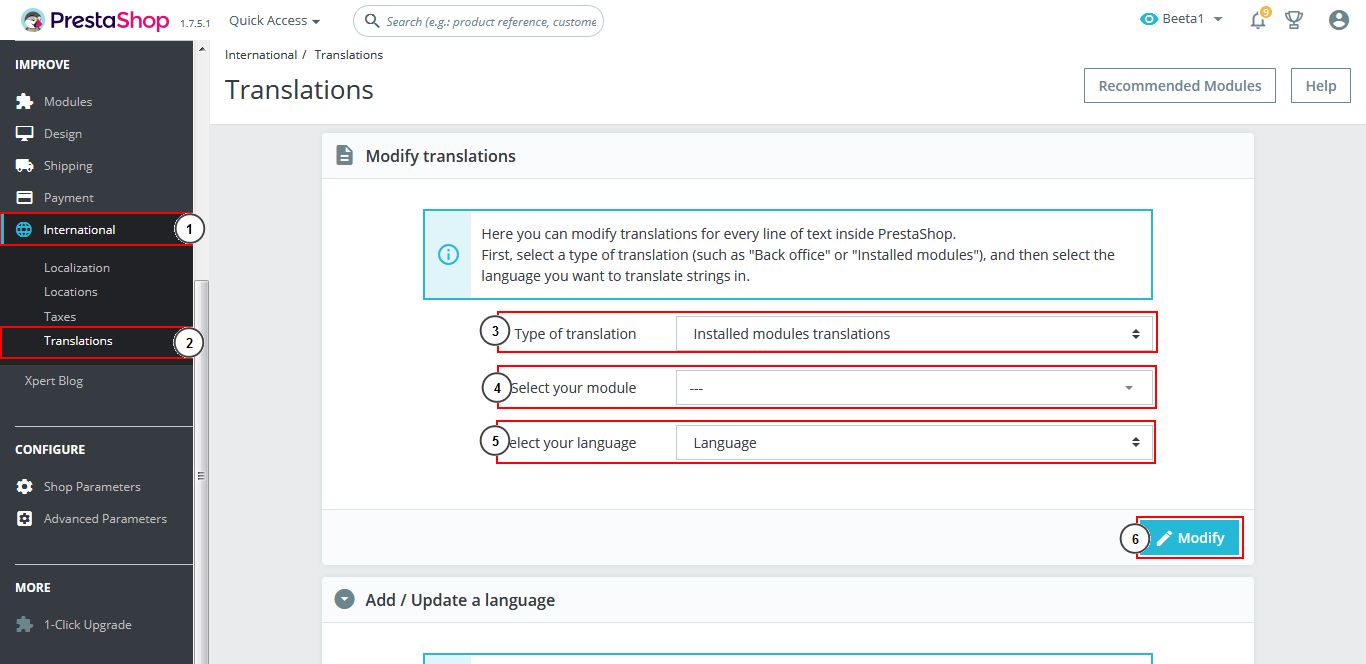 PrestaShop 1.7.5.1 Quick Access Search (e.g.: product reference, custome Beeta1 9
IMPROVE
Modules
Design
Shipping
Payment
International 1
Localization
Locations
Taxes
Translations 2
Xpert Blog
CONFIGURE
Shop Parameters
Advanced Parameters
MORE
1-Click Upgrade
International / Translations
Translations
Recommended Modules Help
Modify translations
Here you can modify translations for every line of text inside PrestaShop.
First, select a type of translation (such as "Back office" or "Installed modules"), and then select the
language you want to translate strings in.
3 Type of translation Installed modules translations
4 Select your module ---
5 elect your language Language
6 Modify
Add / Update a language